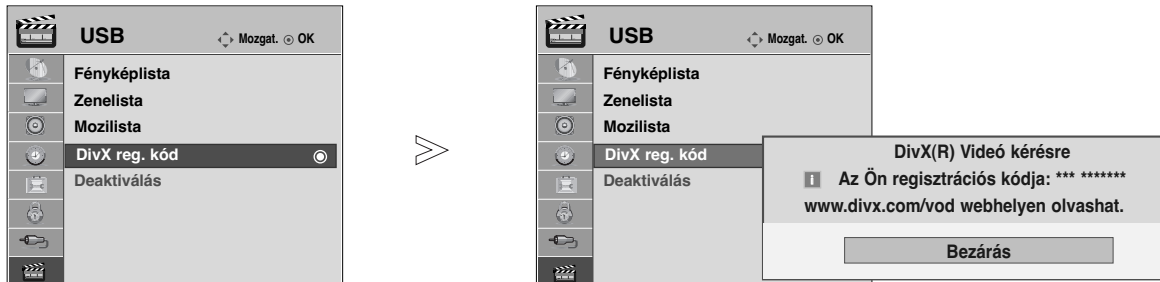 USB Mozgat. OK
Fényképlista
Zenelista
Mozilista
DivX reg. kód
Deaktiválás
USB Mozgat. OK
Fényképlista
Zenelista
Mozilista
DivX reg. kód
Deaktiválás
DivX(R) Videó kérésre
i Az Ön regisztrációs kódja: *** *******
www.divx.com/vod webhelyen olvashat.
Bezárás